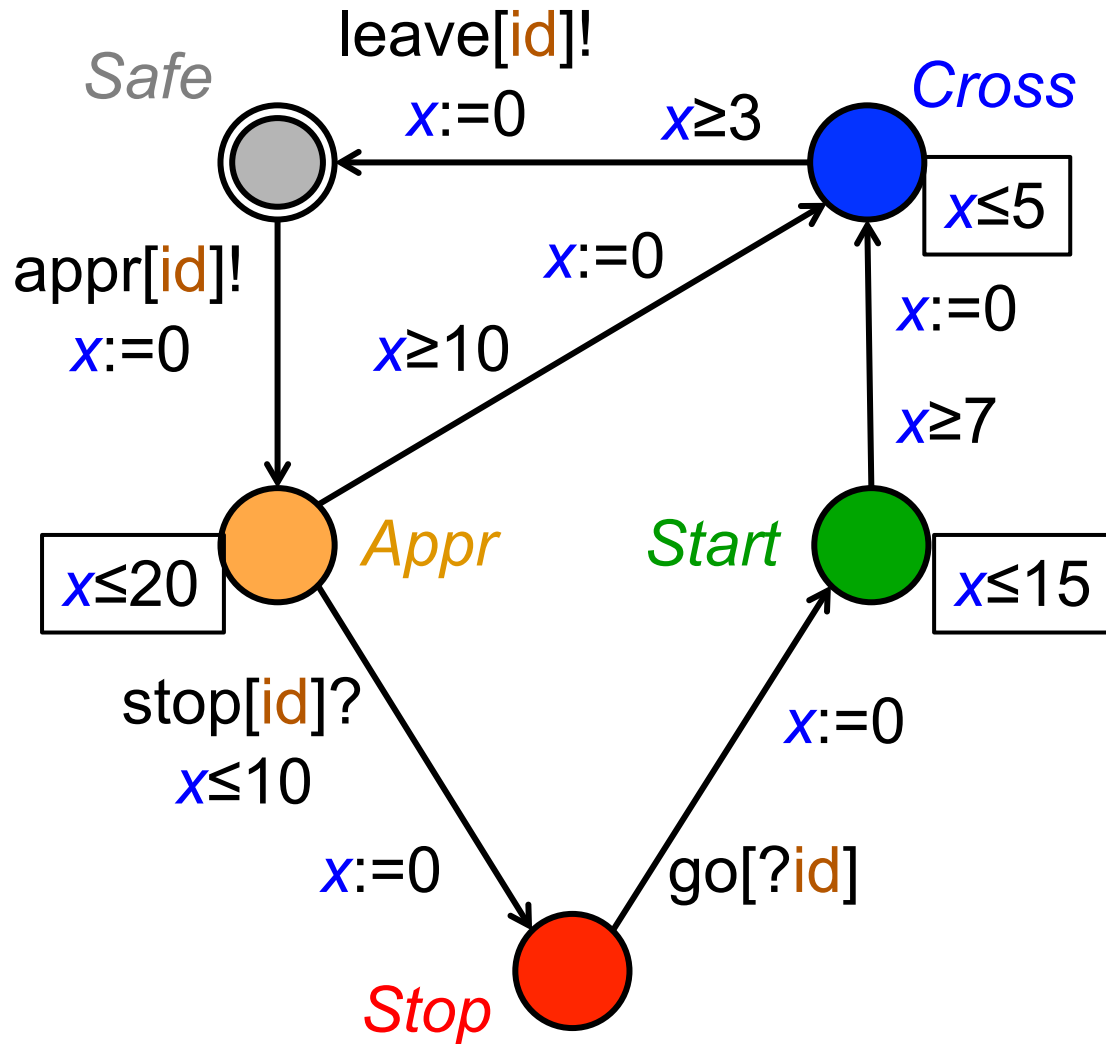 leave[id]!
Safe
Cross
x:=0
x≥3
x≤5
appr[id]!
x:=0
x:=0
x:=0
x≥10
x≥7
Appr
Start
x≤20
x≤15
stop[id]?
x≤10
x:=0
x:=0
go[?id]
Stop